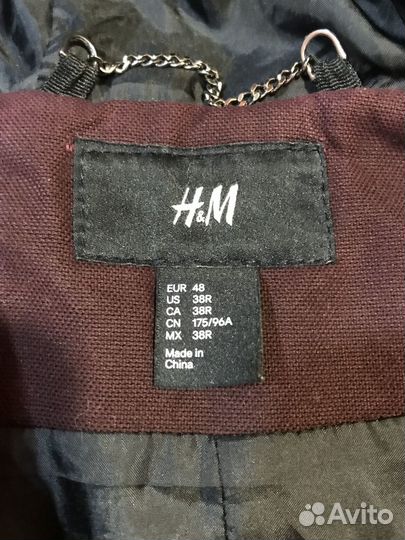 H&M
EUR 48
US 38R
CA 38R
CN 175/96A
MX 38R
Made in
China
Avito